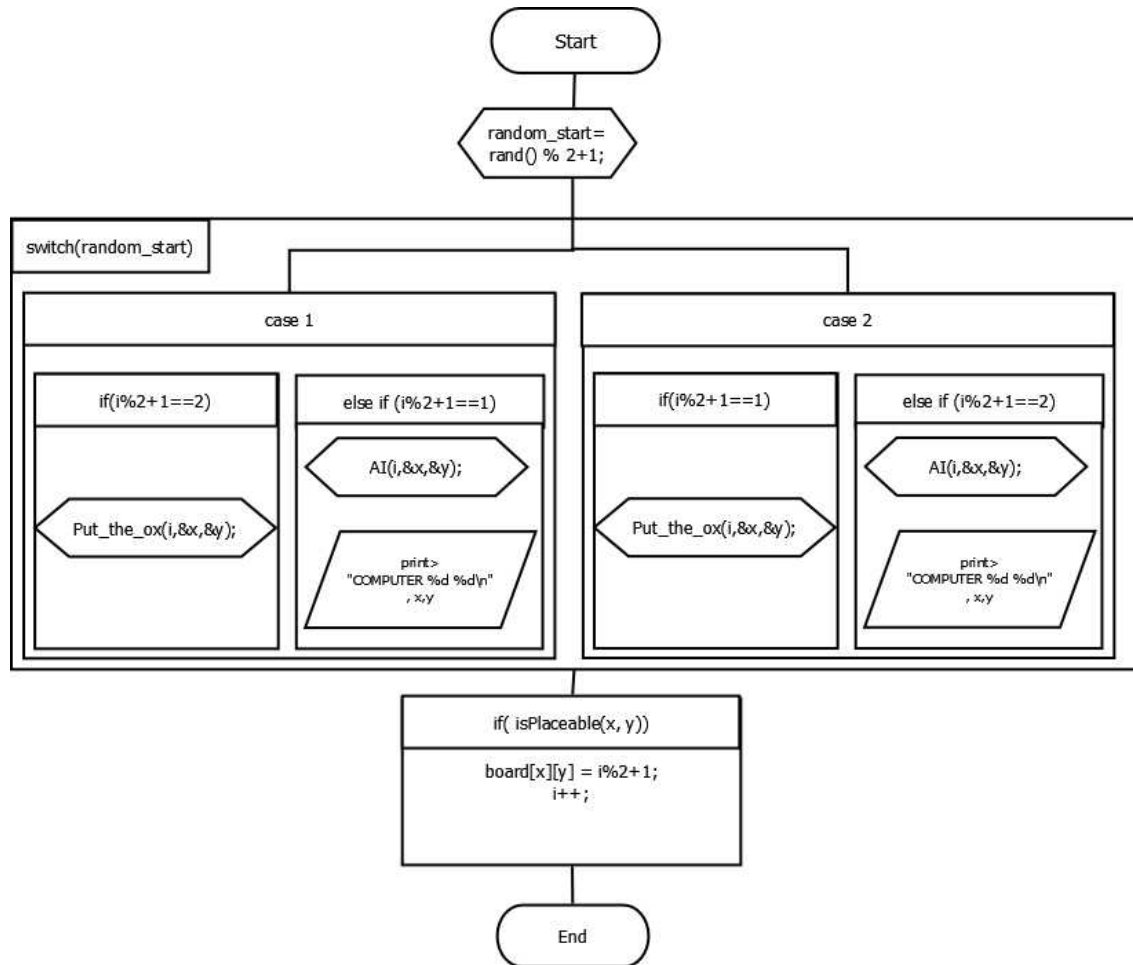 Start
random_start=
rand() % 2+1;
switch(random_start)
case 1
if(i%2+1==2)
Put_the_ox(i,&x,&y);
else if (i%2+1==1)
AI(i,&x,&y);
print>
"COMPUTER %d %d\n"
, x,y
case 2
if(i%2+1==1)
Put_the_ox(i,&x,&y);
else if (i%2+1==2)
AI(i,&x,&y);
print>
"COMPUTER %d %d\n"
, x,y
if( isPlaceable(x, y))
board[x][y] = i%2+1;
i++;
End